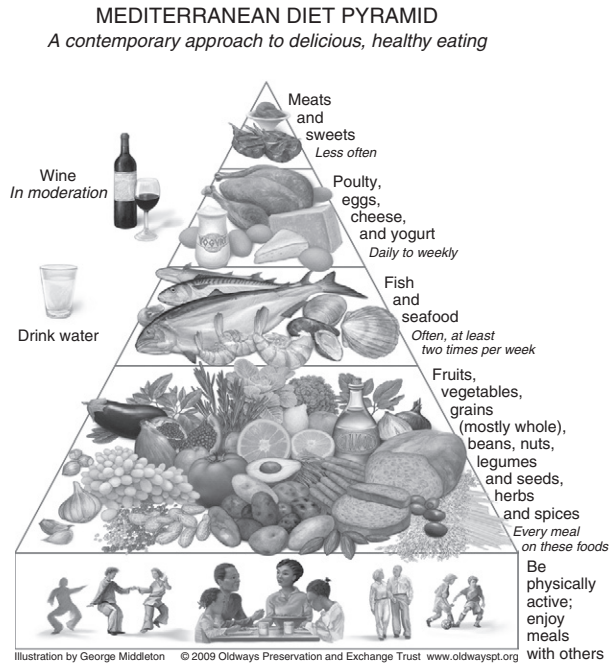 MEDITERRANEAN DIET PYRAMID
A contemporary approach to delicious, healthy eating
Meats
and
sweets
Less often
Wine
In moderation
Poulty,
eggs,
cheese,
and yogurt
Daily to weekly
YOGURT
Fish
and
seafood
Often, at least
two times per week
Drink water
Fruits,
vegetables,
grains
(mostly whole),
beans, nuts,
legumes
and seeds,
herbs
and spices
Every meal
on these foods
Be
physically
active;
enjoy
meals
with others
Illustration by George Middleton © 2009 Oldways Preservation and Exchange Trust www.oldwayspt.org